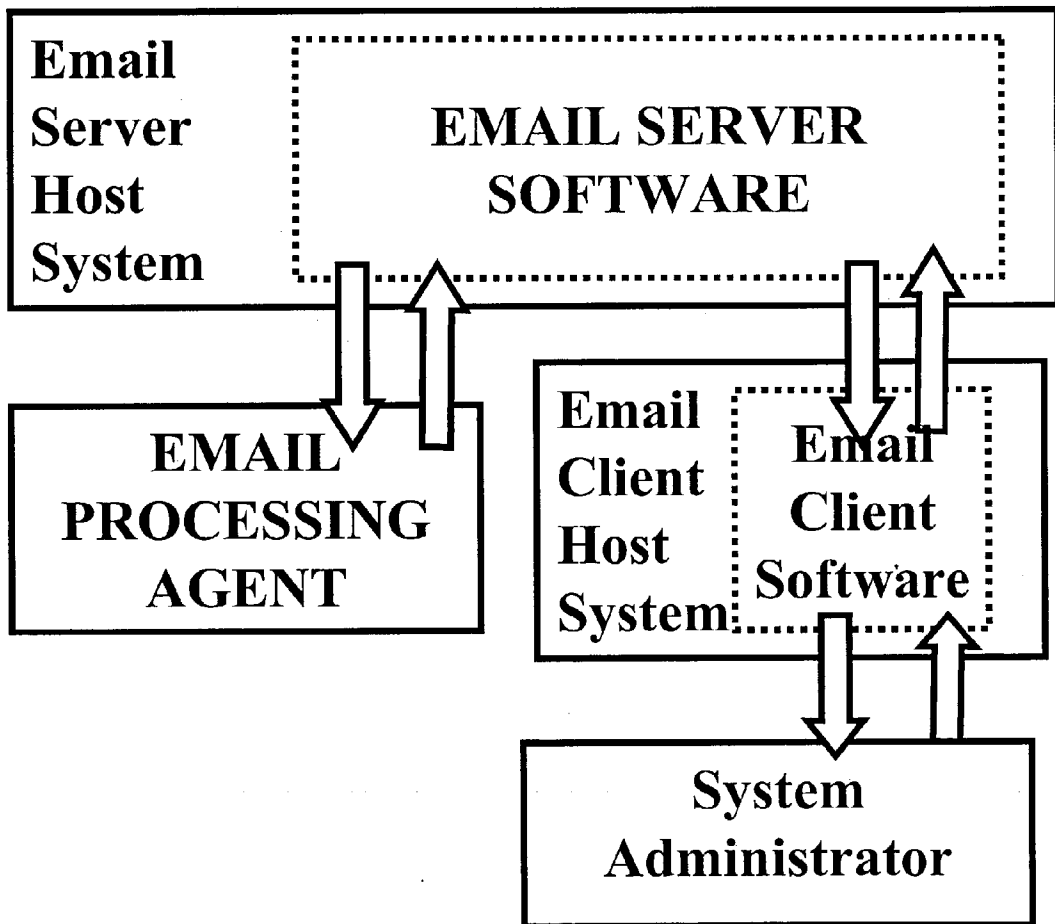 Email
Server
Host
System
EMAIL SERVER
SOFTWARE
EMAIL
PROCESSING
AGENT
Email
Client
Host
System
Email
Client
Software
System
Administrator